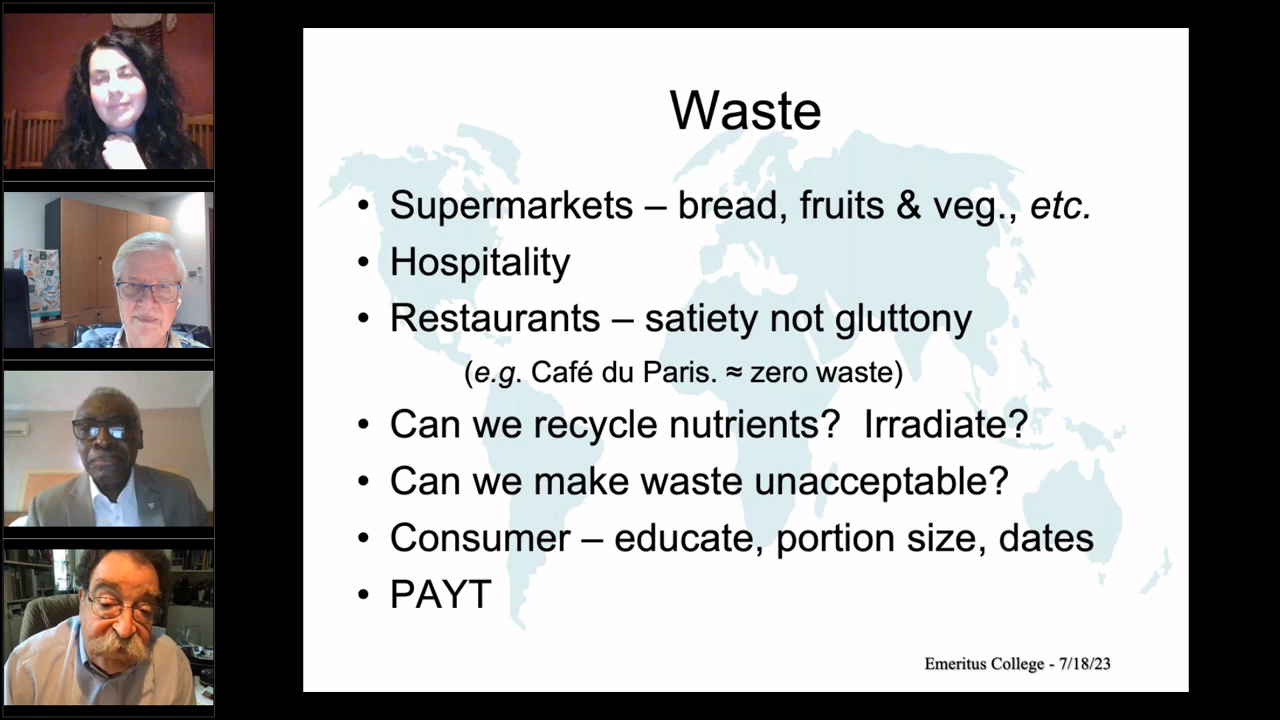 Waste
• Supermarkets – bread, fruits & veg., etc.
• Hospitality
• Restaurants – satiety not gluttony
(e.g. Café du Paris. ≈ zero waste)
• Can we recycle nutrients? Irradiate?
• Can we make waste unacceptable?
• Consumer – educate, portion size, dates
• PAYT
Emeritus College - 7/18/23